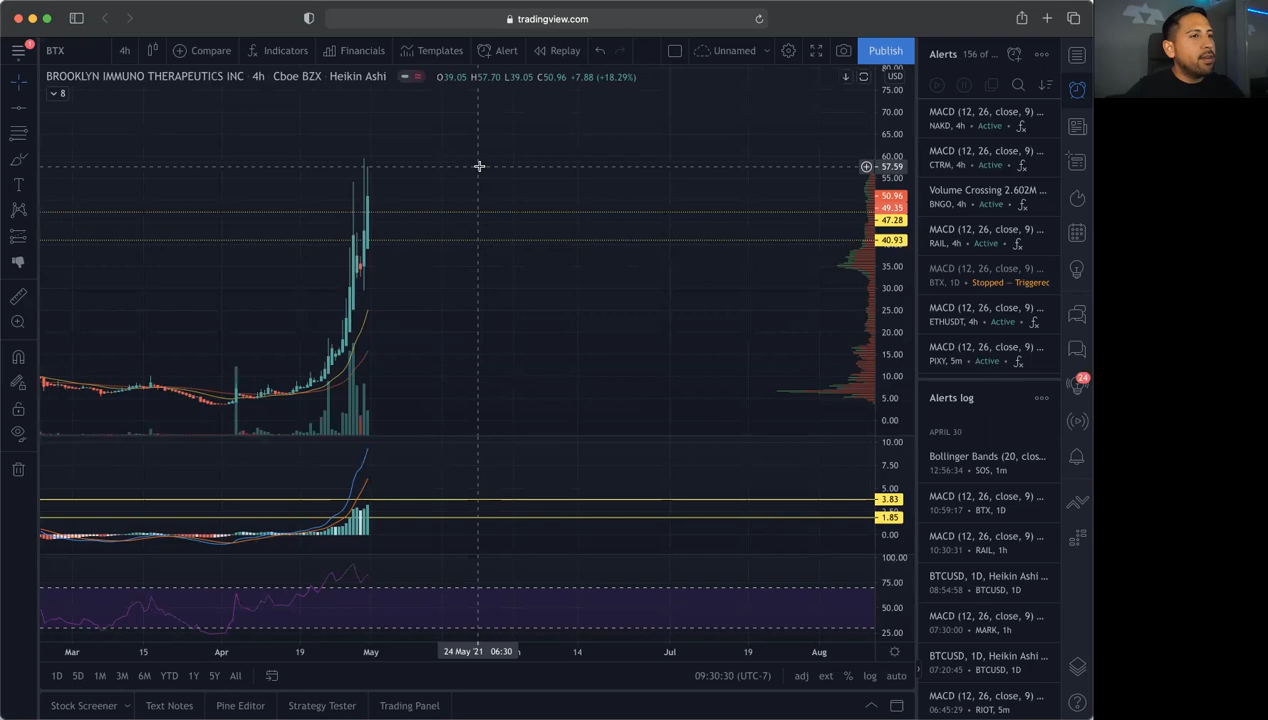 tradingview.com
1
BTX
4h
Compare
Indicators
Financials
Templates
Alert
Replay
Unnamed
Publish
BROOKLYN IMMUNO THERAPEUTICS INC · 4h · Cboe BZX · Heikin Ashi
O39.05 H57.70 L39.05 C50.96 +7.88 (+18.29%)
8
80.00
USD
75.00
70.00
65.00
60.00
57.59
55.00
50.96
49.35
47.28
40.93
35.00
30.00
25.00
20.00
15.00
10.00
5.00
0.00
10.00
7.50
5.00
3.83
1.85
0.00
100.00
75.00
50.00
25.00
Mar
15
Apr
19
May
24 May '21 06:30
14
Jul
19
Aug
1D
5D
1M
3M
6M
YTD
1Y
5Y
All
09:30:30 (UTC-7)
adj
ext
%
log
auto
Stock Screener
Text Notes
Pine Editor
Strategy Tester
Trading Panel
Alerts
156 of ...
MACD (12, 26, close, 9) ...
NAKD, 4h • Active •
MACD (12, 26, close, 9) ...
CTRM, 4h • Active •
Volume Crossing 2.602M ...
BNGO, 4h • Active •
MACD (12, 26, close, 9) ...
RAIL, 4h • Active •
MACD (12, 26, close, 9) ...
BTX, 1D • Stopped — Triggered
MACD (12, 26, close, 9) ...
ETHUSDT, 4h • Active •
MACD (12, 26, close, 9) ...
PIXY, 5m • Active •
Alerts log
APRIL 30
Bollinger Bands (20, clos...
12:56:34 • SOS, 1m
MACD (12, 26, close, 9) ...
10:59:17 • BTX, 1D
MACD (12, 26, close, 9) ...
10:30:31 • RAIL, 1h
BTCUSD, 1D, Heikin Ashi ...
08:54:58 • BTCUSD, 1D
MACD (12, 26, close, 9) ...
07:30:00 • MARK, 1h
BTCUSD, 1D, Heikin Ashi ...
07:20:45 • BTCUSD, 1D
MACD (12, 26, close, 9) ...
06:45:29 • RIOT, 5m
24